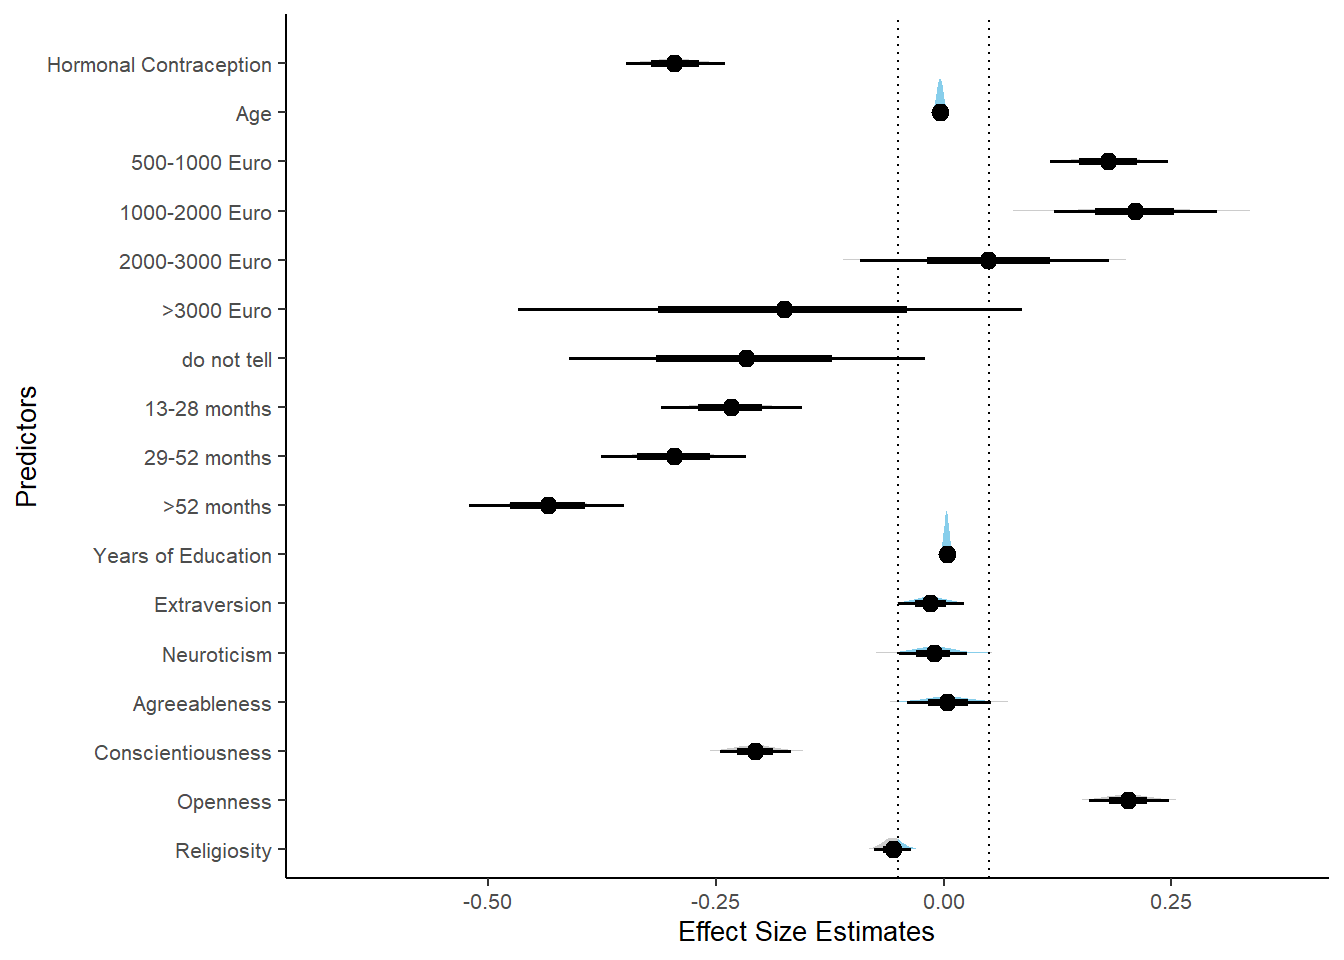 Predictors
Hormonal Contraception
Age
500-1000 Euro
1000-2000 Euro
2000-3000 Euro
>3000 Euro
do not tell
13-28 months
29-52 months
>52 months
Years of Education
Extraversion
Neuroticism
Agreeableness
Conscientiousness
Openness
Religiosity
-0.50 -0.25 0.00 0.25
Effect Size Estimates